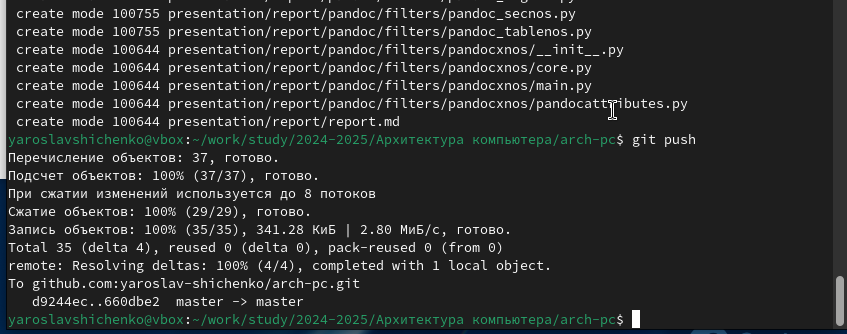 create mode 100755 presentation/report/pandoc/filters/pandoc_secnos.py
create mode 100755 presentation/report/pandoc/filters/pandoc_tablenos.py
create mode 100644 presentation/report/pandoc/filters/pandocxnos/__init__.py
create mode 100644 presentation/report/pandoc/filters/pandocxnos/core.py
create mode 100644 presentation/report/pandoc/filters/pandocxnos/main.py
create mode 100644 presentation/report/pandoc/filters/pandocxnos/pandocattributes.py
create mode 100644 presentation/report/report.md
yaroslavshichenko@vbox:~/work/study/2024-2025/Архитектура компьютера/arch-pc$ git push
Перечисление объектов: 37, готово.
Подсчет объектов: 100% (37/37), готово.
При сжатии изменений используется до 8 потоков
Сжатие объектов: 100% (29/29), готово.
Запись объектов: 100% (35/35), 341.28 КиБ | 2.80 МиБ/с, готово.
Total 35 (delta 4), reused 0 (delta 0), pack-reused 0 (from 0)
remote: Resolving deltas: 100% (4/4), completed with 1 local object.
To github.com:yaroslav-shichenko/arch-pc.git
d9244ec..660dbe2  master -> master
yaroslavshichenko@vbox:~/work/study/2024-2025/Архитектура компьютера/arch-pc$